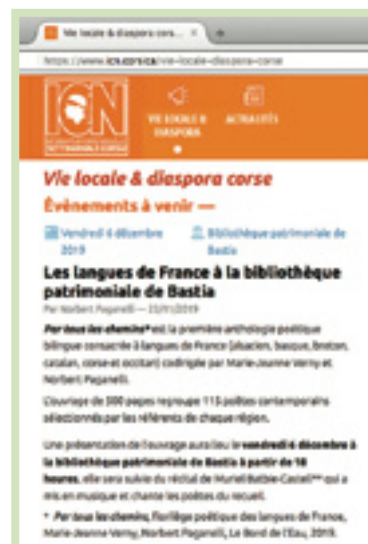 Vie locale & diaspora cors... ×
https://www.icn.corsica/vie-locale-diaspora-corse
ICN
VIE LOCALE & ACTUALITÉS
DIASPORA
Vie locale & diaspora corse
Évènements à venir —
Vendredi 6 décembre 2019
Bibliothèque patrimoniale de Bastia
Les langues de France à la bibliothèque
patrimoniale de Bastia
Par Norbert Paganelli —
Par tous les chemins* est la première anthologie poétique
bilingue consacrée à langues de France (alsacien, basque, breton,
catalan, corse et occitan) codirigée par Marie-Jeanne Verny et
Norbert Paganelli.
L'ouvrage de 500 pages regroupe 113 poètes contemporains
sélectionnés par les référents de chaque région.
Une présentation de l'ouvrage aura lieu le vendredi 6 décembre à
la bibliothèque patrimoniale de Bastia à partir de 18
heures, elle sera suivie du récital de Muriel Batbie-Castell** qui a
mis en musique et chante les poètes du recueil.
* Par tous les chemins, florilège poétique des langues de France,
Marie-Jeanne Verny, Norbert Paganelli, Le Bord de l'Eau, 2019.